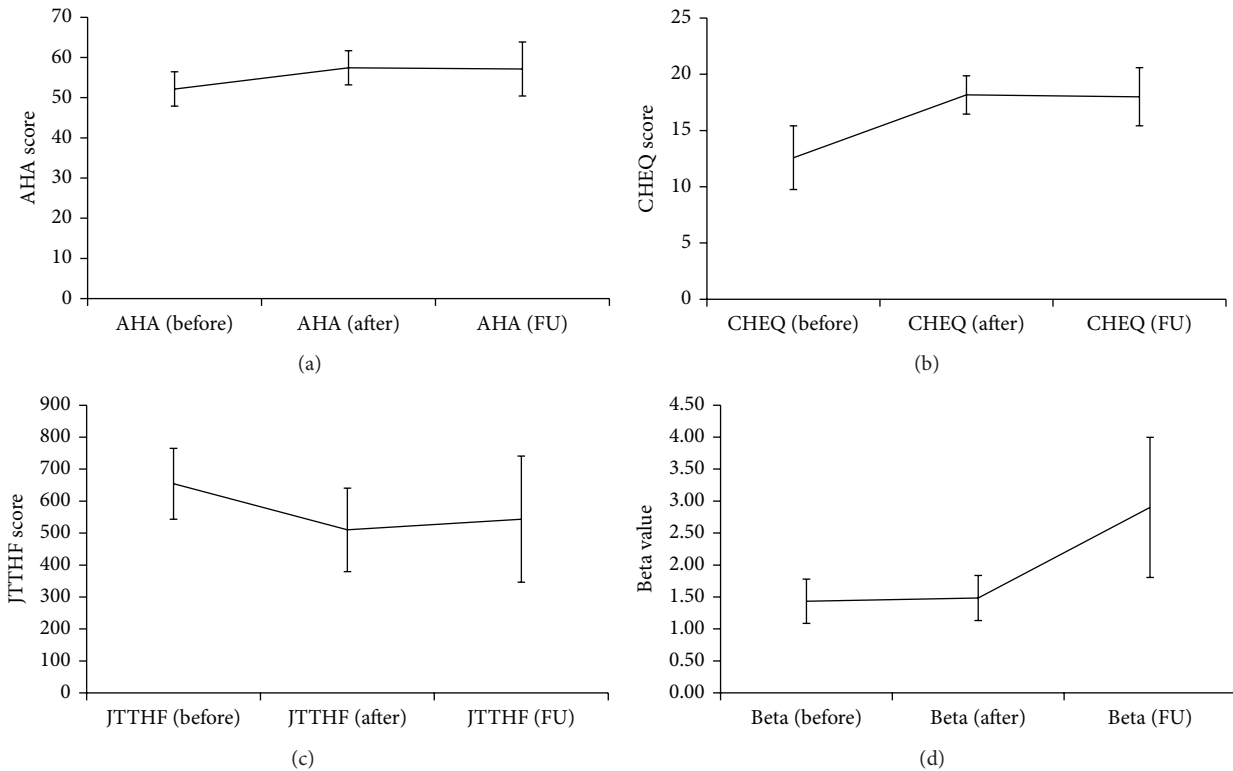 70
60
50
40
30
20
10
0
AHA score
AHA (before) AHA (after) AHA (FU)
(a)
25
20
15
10
5
0
CHEQ score
CHEQ (before) CHEQ (after) CHEQ (FU)
(b)
900
800
700
600
500
400
300
200
100
0
JTTHF score
JTTHF (before) JTTHF (after) JTTHF (FU)
(c)
4.50
4.00
3.50
3.00
2.50
2.00
1.50
1.00
0.50
0.00
Beta value
Beta (before) Beta (after) Beta (FU)
(d)